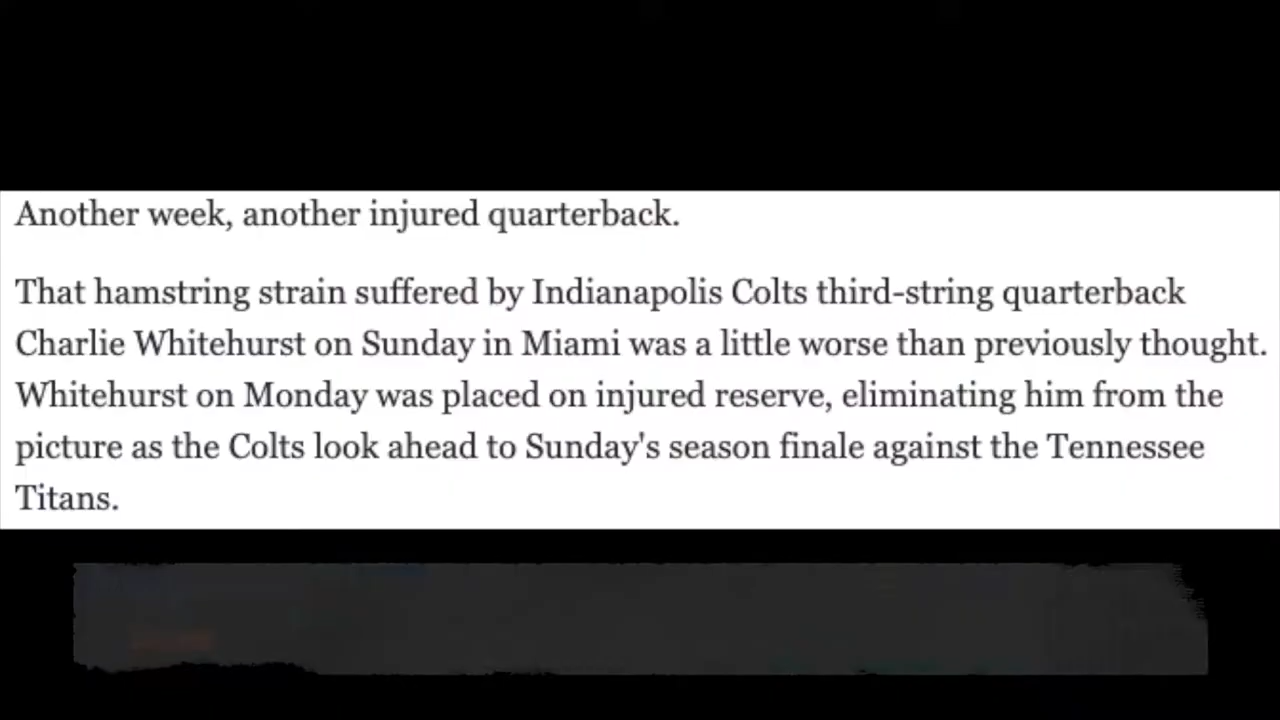 Another week, another injured quarterback.
That hamstring strain suffered by Indianapolis Colts third-string quarterback
Charlie Whitehurst on Sunday in Miami was a little worse than previously thought.
Whitehurst on Monday was placed on injured reserve, eliminating him from the
picture as the Colts look ahead to Sunday's season finale against the Tennessee
Titans.